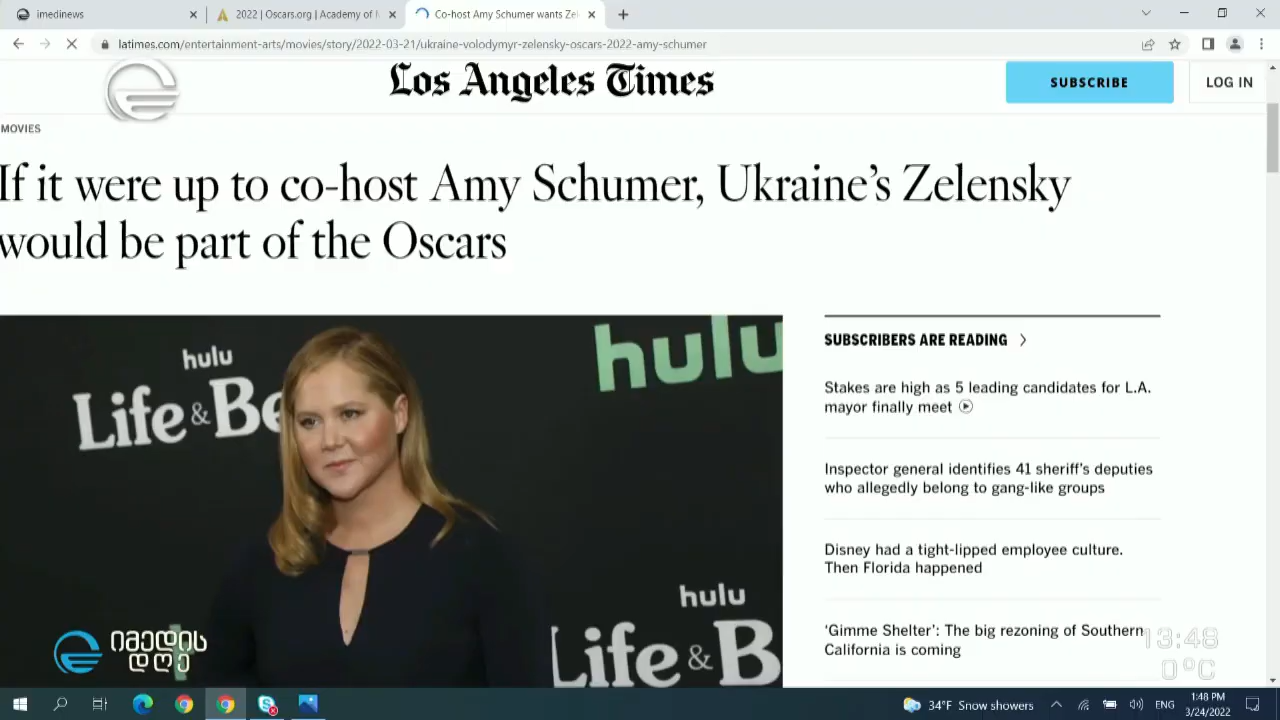 imedinews
2022 | Oscars.org | Academy of M
Co-host Amy Schumer wants Zel
latimes.com/entertainment-arts/movies/story/2022-03-21/ukraine-volodymyr-zelensky-oscars-2022-amy-schumer
Los Angeles Times
SUBSCRIBE
LOG IN
MOVIES
If it were up to co-host Amy Schumer, Ukraine's Zelensky
would be part of the Oscars
hulu
Life & Be
hulu
hulu
Life & B
SUBSCRIBERS ARE READING
Stakes are high as 5 leading candidates for L.A.
mayor finally meet
Inspector general identifies 41 sheriff's deputies
who allegedly belong to gang-like groups
Disney had a tight-lipped employee culture.
Then Florida happened
‘Gimme Shelter’: The big rezoning of Southern
California is coming
იმედის
დღე
13:48
0°C
34°F Snow showers
ENG
1:48 PM
3/24/2022